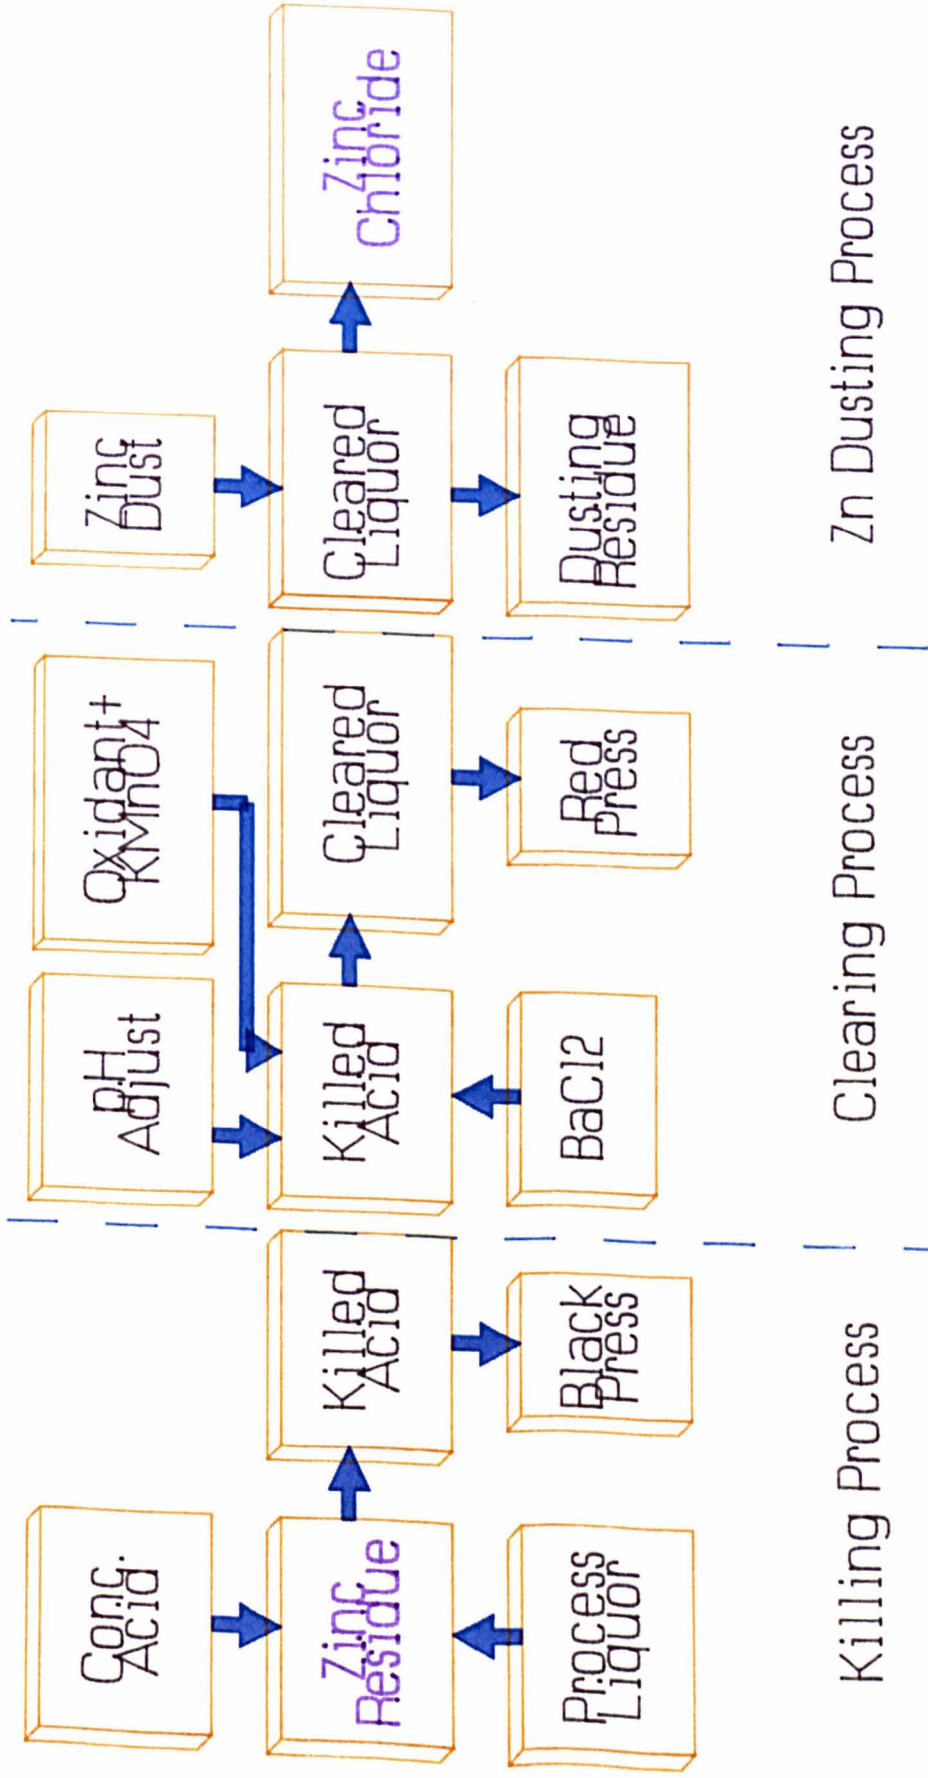 Conc.
Acid
Zinc
Residue
Process
Liquor
Killed
Acid
Black
Press
Killing Process
pH
Adjust
Oxidant+
KMnO4
Killed
Acid
BaCl2
Cleared
Liquor
Red
Press
Clearing Process
Zinc
Dust
Cleared
Liquor
Dusting
Residue
Zinc
Chloride
Zn Dusting Process